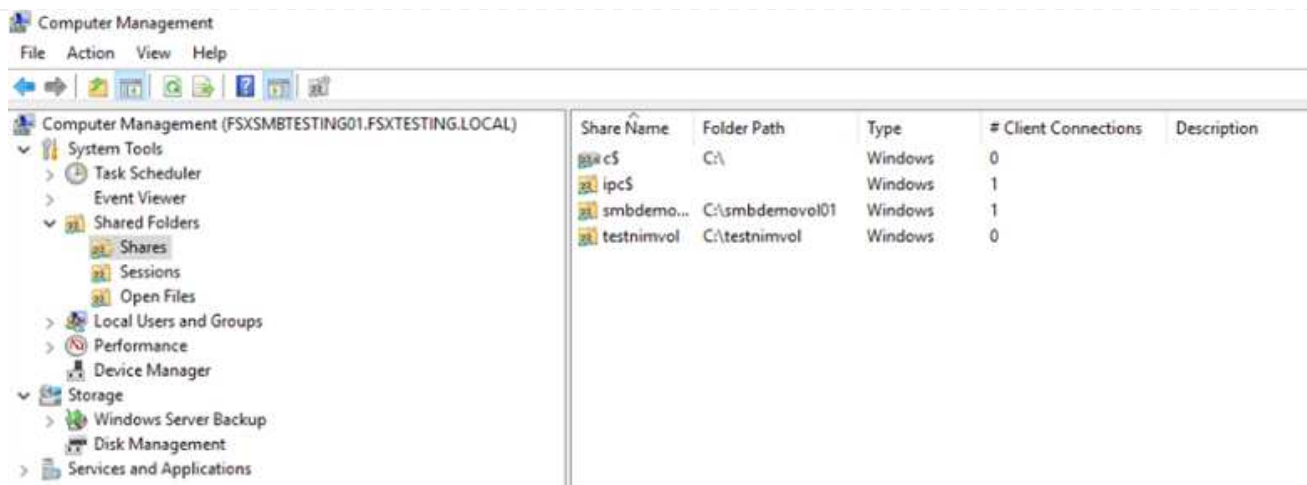 Computer Management
File Action View Help
Computer Management (FSXSMBTESTING01.FSXTESTING.LOCAL)
System Tools
Task Scheduler
Event Viewer
Shared Folders
Shares
Sessions
Open Files
Local Users and Groups
Performance
Device Manager
Storage
Windows Server Backup
Disk Management
Services and Applications
Share Name Folder Path Type # Client Connections Description
c$ C:\ Windows 0
ipc$ Windows 1
smbdemo... C:\smbdemovol01 Windows 1
testnimvol C:\testnimvol Windows 0